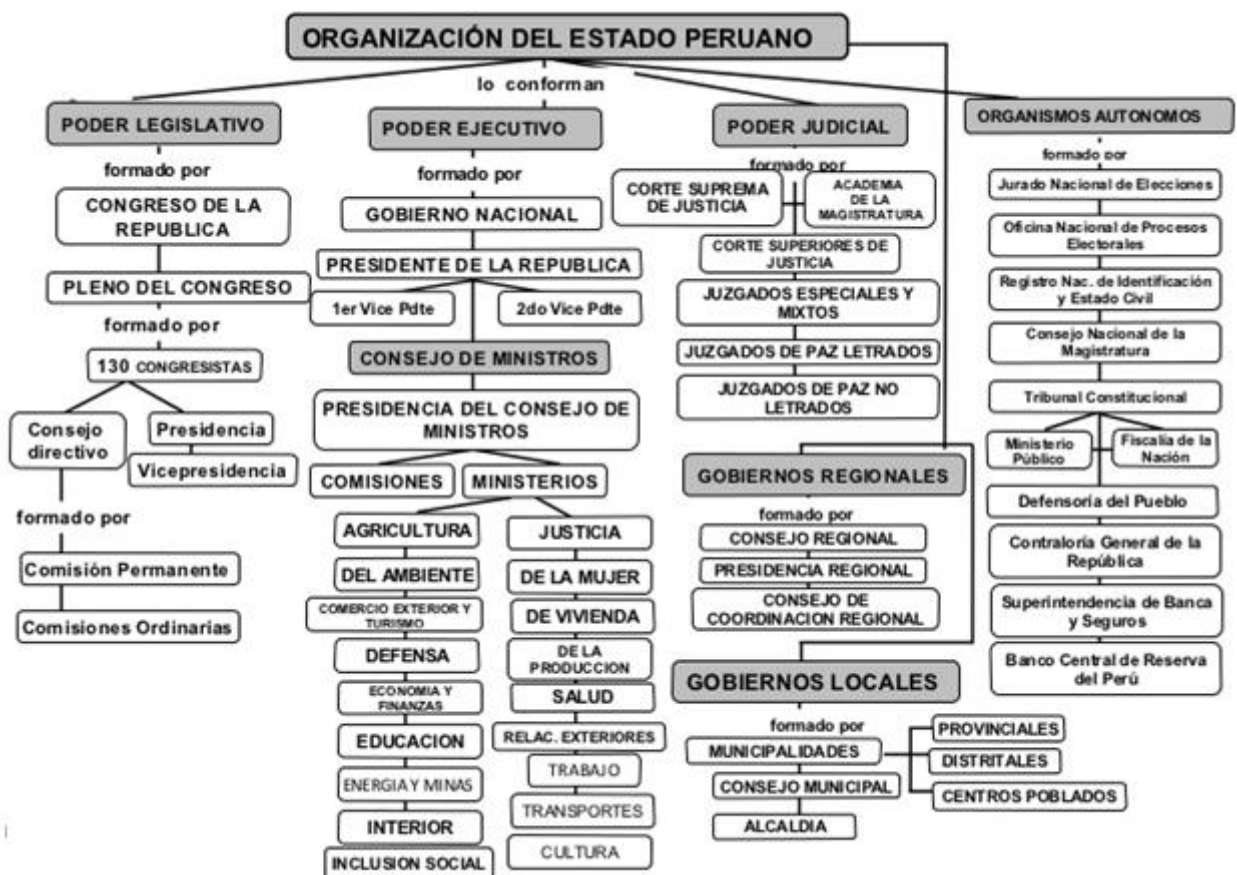 ORGANIZACIÓN DEL ESTADO PERUANO
lo conforman
PODER LEGISLATIVO
formado por
CONGRESO DE LA
REPUBLICA
PLENO DEL CONGRESO
formado por
130 CONGRESISTAS
Consejo
directivo
Presidencia
Vicepresidencia
formado por
Comisión Permanente
Comisiones Ordinarias
PODER EJECUTIVO
formado por
GOBIERNO NACIONAL
PRESIDENTE DE LA REPUBLICA
1er Vice Pdte
2do Vice Pdte
CONSEJO DE MINISTROS
PRESIDENCIA DEL CONSEJO DE
MINISTROS
COMISIONES
MINISTERIOS
AGRICULTURA
DEL AMBIENTE
COMERCIO EXTERIOR Y
TURISMO
DEFENSA
ECONOMIA Y
FINANZAS
EDUCACION
ENERGIA Y MINAS
INTERIOR
INCLUSION SOCIAL
JUSTICIA
DE LA MUJER
DE VIVIENDA
DE LA
PRODUCCION
SALUD
RELAC. EXTERIORES
TRABAJO
TRANSPORTES
CULTURA
PODER JUDICIAL
formado por
CORTE SUPREMA
DE JUSTICIA
ACADEMIA
DE LA
MAGISTRATURA
CORTE SUPERIORES DE
JUSTICIA
JUZGADOS ESPECIALES Y
MIXTOS
JUZGADOS DE PAZ LETRADOS
JUZGADOS DE PAZ NO
LETRADOS
GOBIERNOS REGIONALES
formado por
CONSEJO REGIONAL
PRESIDENCIA REGIONAL
CONSEJO DE
COORDINACION REGIONAL
GOBIERNOS LOCALES
formado por
MUNICIPALIDADES
CONSEJO MUNICIPAL
ALCALDIA
PROVINCIALES
DISTRITALES
CENTROS POBLADOS
ORGANISMOS AUTONOMOS
formado por
Jurado Nacional de Elecciones
Oficina Nacional de Procesos
Electorales
Registro Nac. de Identificación
y Estado Civil
Consejo Nacional de la
Magistratura
Tribunal Constitucional
Ministerio
Público
Fiscalía de la
Nación
Defensoría del Pueblo
Contraloría General de la
República
Superintendencia de Banca
y Seguros
Banco Central de Reserva
del Perú